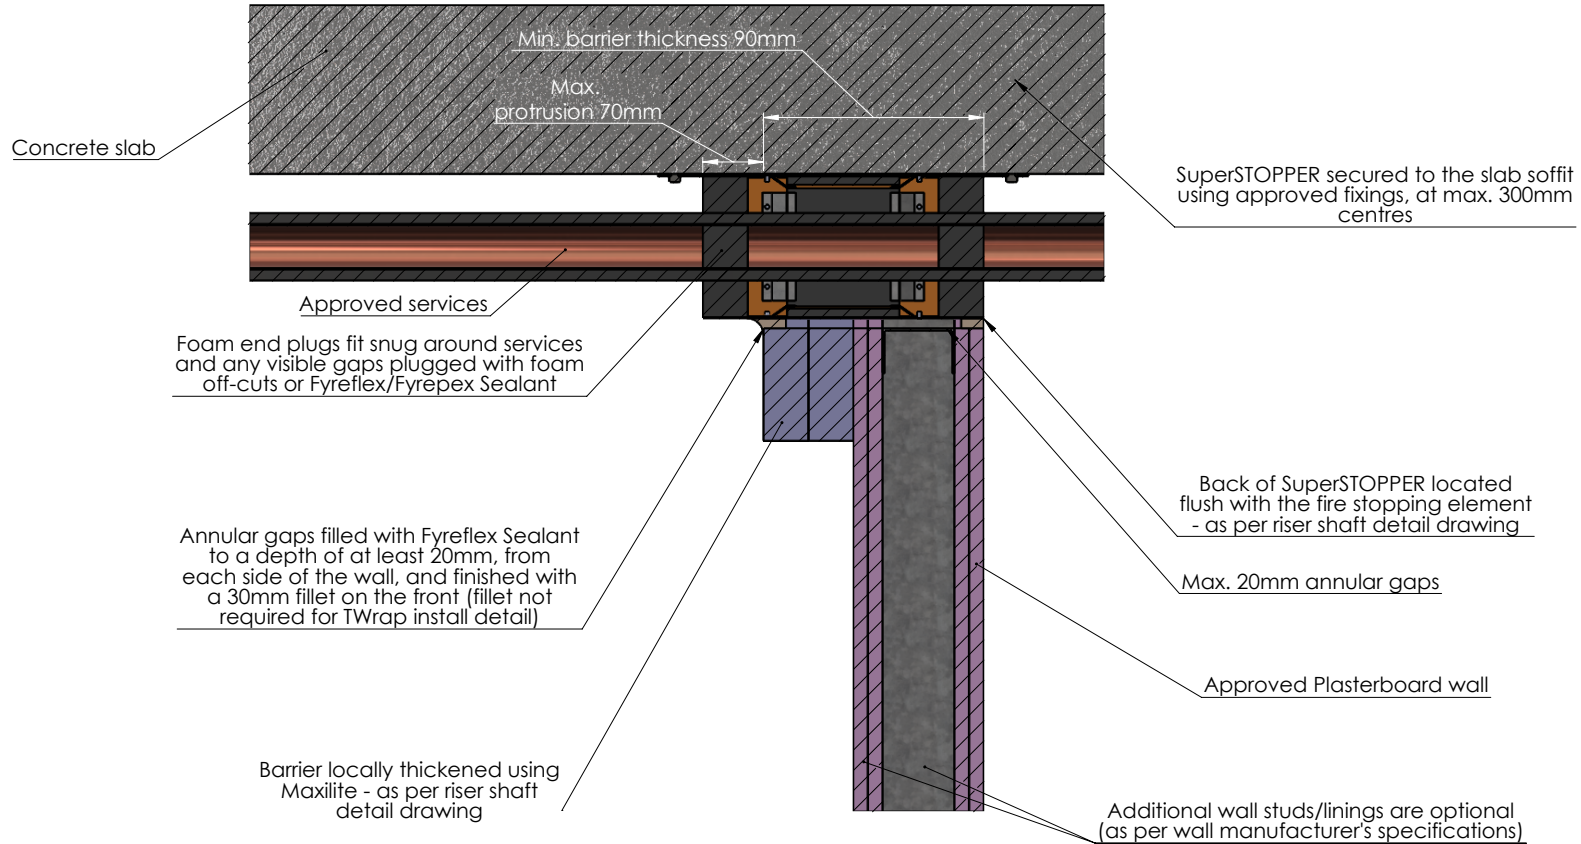 Min. barrier thickness 90mm
Max.
protrusion 70mm
Concrete slab
SuperSTOPPER secured to the slab soffit
using approved fixings, at max. 300mm
centres
Approved services
Foam end plugs fit snug around services
and any visible gaps plugged with foam
off-cuts or Fyreflex/Fyrepex Sealant
Annular gaps filled with Fyreflex Sealant
to a depth of at least 20mm, from
each side of the wall, and finished with
a 30mm fillet on the front (fillet not
required for TWrap install detail)
Back of SuperSTOPPER located
flush with the fire stopping element
- as per riser shaft detail drawing
Max. 20mm annular gaps
Approved Plasterboard wall
Barrier locally thickened using
Maxilite - as per riser shaft
detail drawing
Additional wall studs/linings are optional
(as per wall manufacturer's specifications)